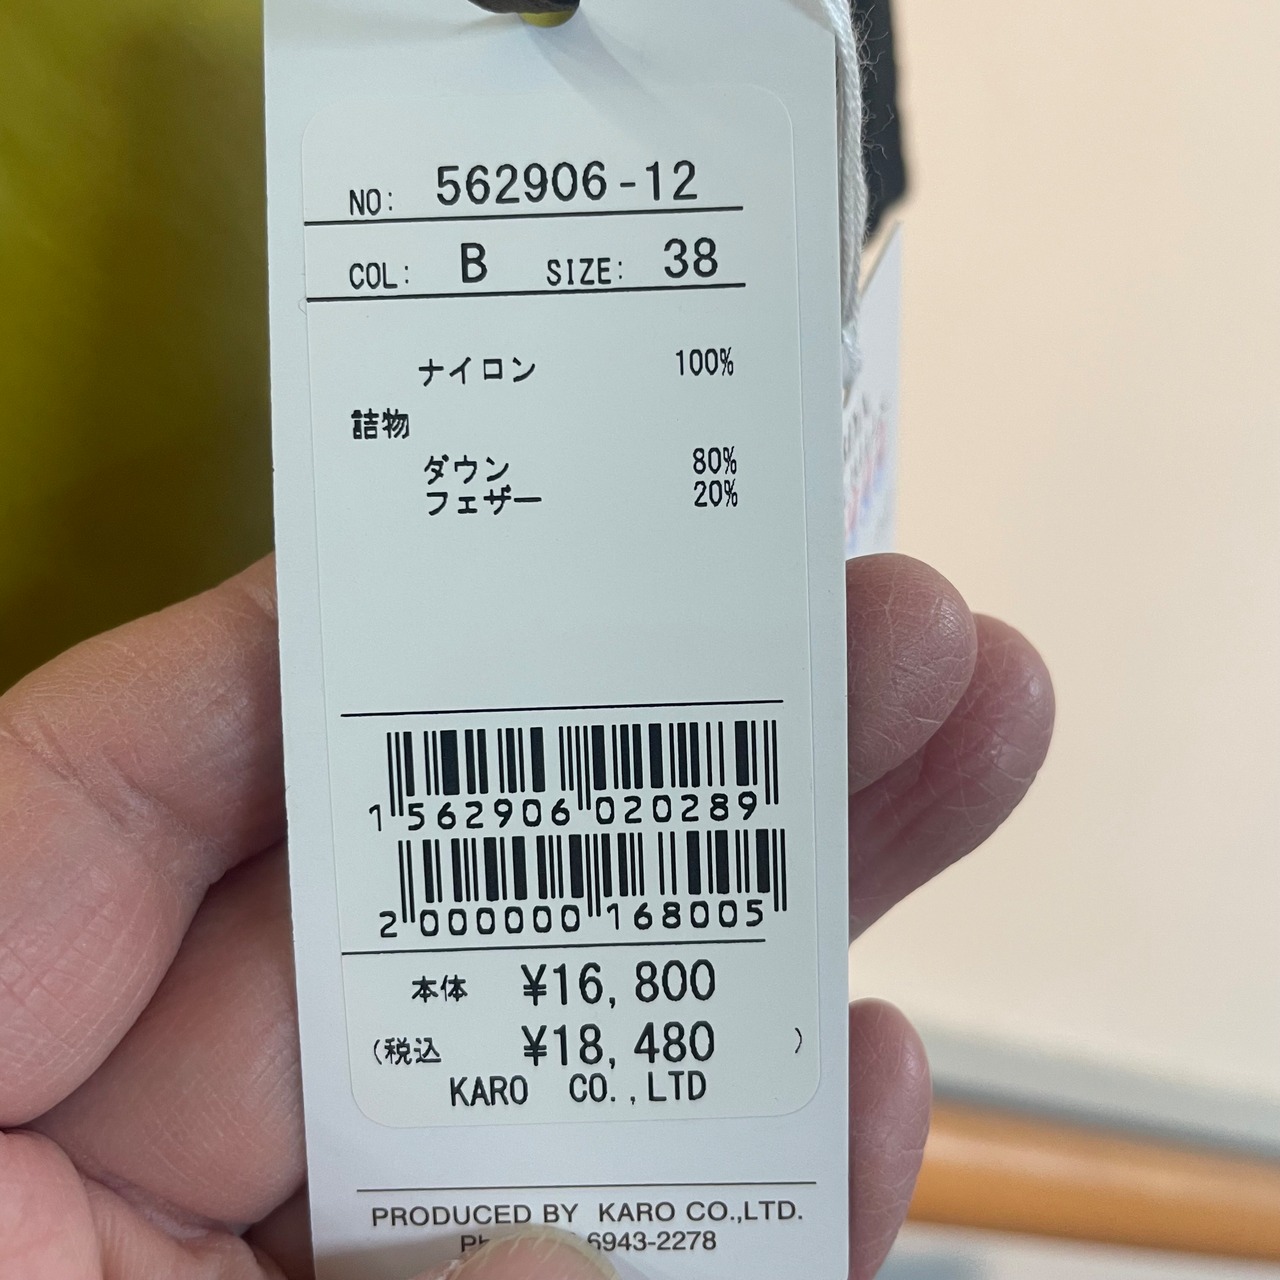 NO: 562906-12
COL: B SIZE: 38
ナイロン 100%
詰物
ダウン 80%
フェザー 20%
1 562906 020289
2 000000 168005
本体 ¥16,800
(税込 ¥18,480 )
KARO CO.,LTD
PRODUCED BY KARO CO.,LTD.
6943-2278